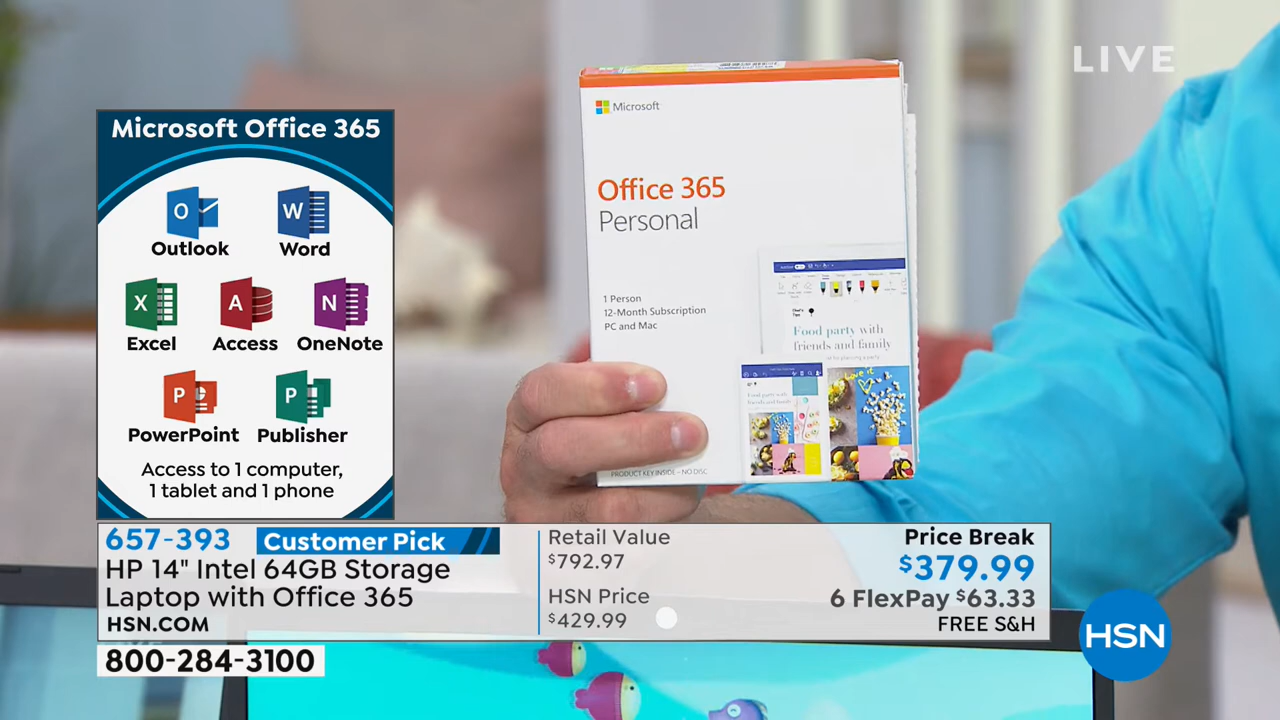 LIVE
Microsoft Office 365
Outlook
Word
Excel
Access
OneNote
PowerPoint
Publisher
Access to 1 computer,
1 tablet and 1 phone
Microsoft
Office 365
Personal
1 Person
12-Month Subscription
PC and Mac
Food party with
friends and family
PRODUCT KEY INSIDE – NO DISC
657-393
Customer Pick
HP 14" Intel 64GB Storage
Laptop with Office 365
HSN.COM
Retail Value
$792.97
HSN Price
$429.99
Price Break
$379.99
6 FlexPay $63.33
FREE S&H
HSN
800-284-3100